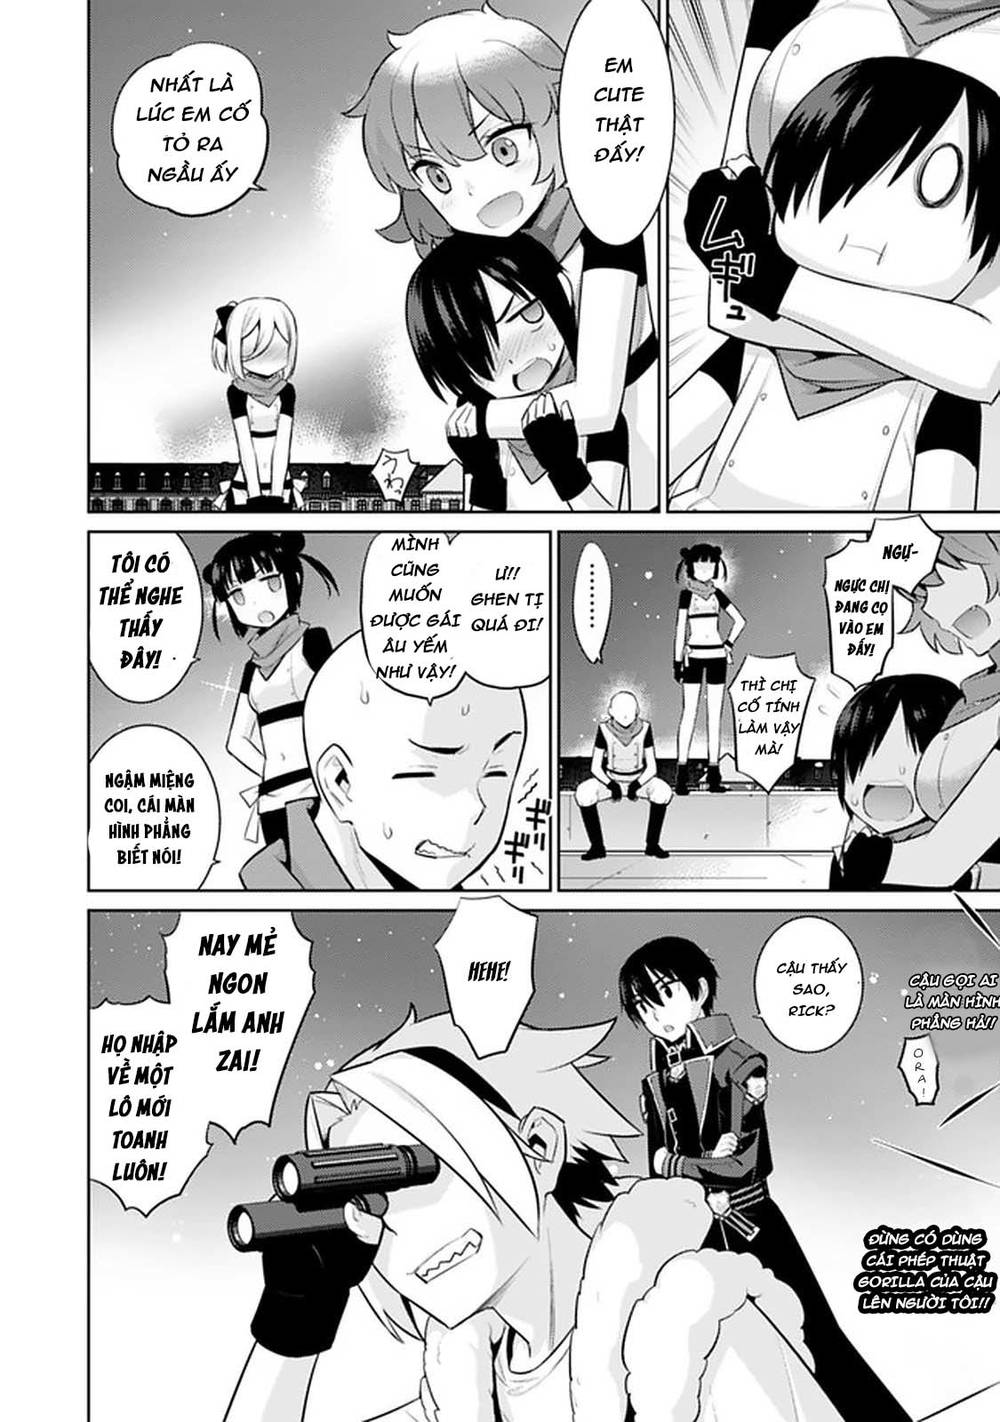 EM
CUTE
THẬT
ĐẤY!
ムギュ
NHẤT LÀ
LÚC EM CỐ
TỎ RA
NGẦU ẤY
うわっ
NGỰ-
NGỰC CHỊ
ĐANG CỌ
VÀO EM
ĐẤY!
THÌ CHỊ
CỐ TÌNH
LÀM VẬY
MÀ!
.......
Ư!!
GHEN TỊ
QUÁ ĐI!
MÌNH
CŨNG
MUỐN
ĐƯỢC GÁI
ÂU YẾM
NHƯ VẬY!
TÔI CÓ
THỂ NGHE
THẤY
ĐẤY!
NGẬM MIỆNG
COI, CÁI MÀN
HÌNH PHẲNG
BIẾT NÓI!
CẬU GỌI AI
LÀ MÀN HÌNH
PHẲNG HẢ!!
ORA!
CẬU THẤY
SAO,
RICK?
HEHE!
NAY MẺ
NGON
LẮM ANH
ZAI!
HỌ NHẬP
VỀ MỘT
LÔ MỚI
TOANH
LUÔN!
ĐỪNG CÓ DÙNG
CÁI PHÉP THUẬT
GORILLA CỦA CẬU
LÊN NGƯỜI TÔI!!